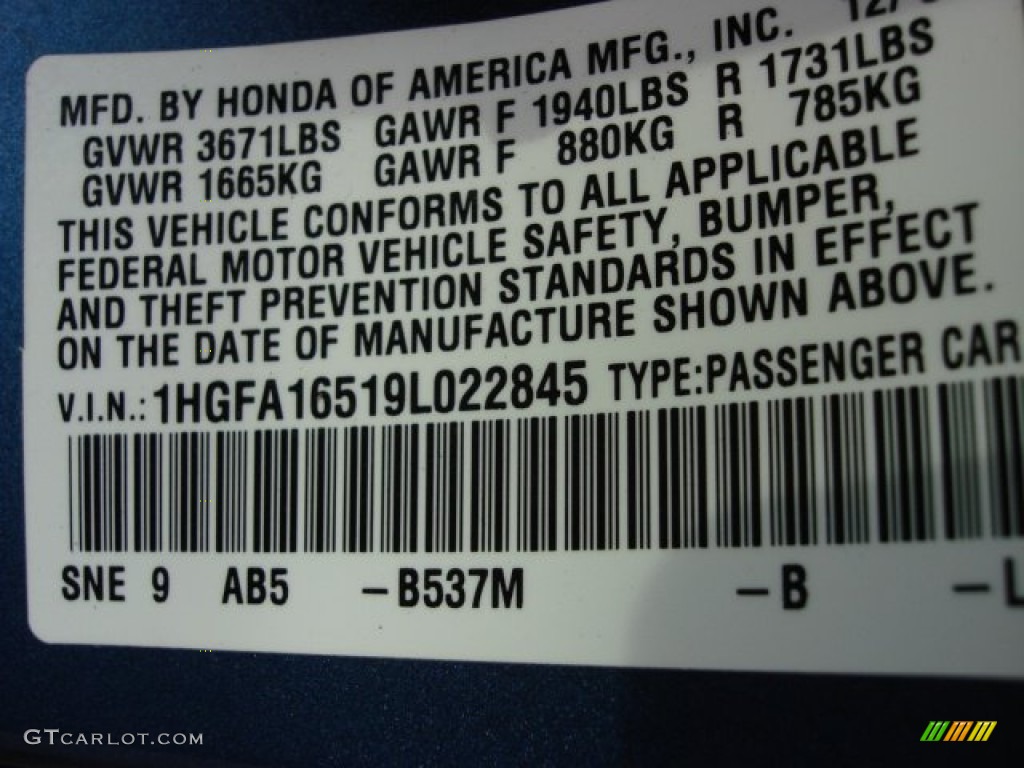 MFD. BY HONDA OF AMERICA MFG., INC.
GVWR 3671LBS GAWR F 1940LBS R 1731LBS
GVWR 1665KG GAWR F 880KG R 785KG
THIS VEHICLE CONFORMS TO ALL APPLICABLE
FEDERAL MOTOR VEHICLE SAFETY, BUMPER,
AND THEFT PREVENTION STANDARDS IN EFFECT
ON THE DATE OF MANUFACTURE SHOWN ABOVE.
V.I.N.: 1HGFA16519L022845 TYPE:PASSENGER CAR
SNE 9 AB5 –B537M –B –L
GTCARLOT.COM